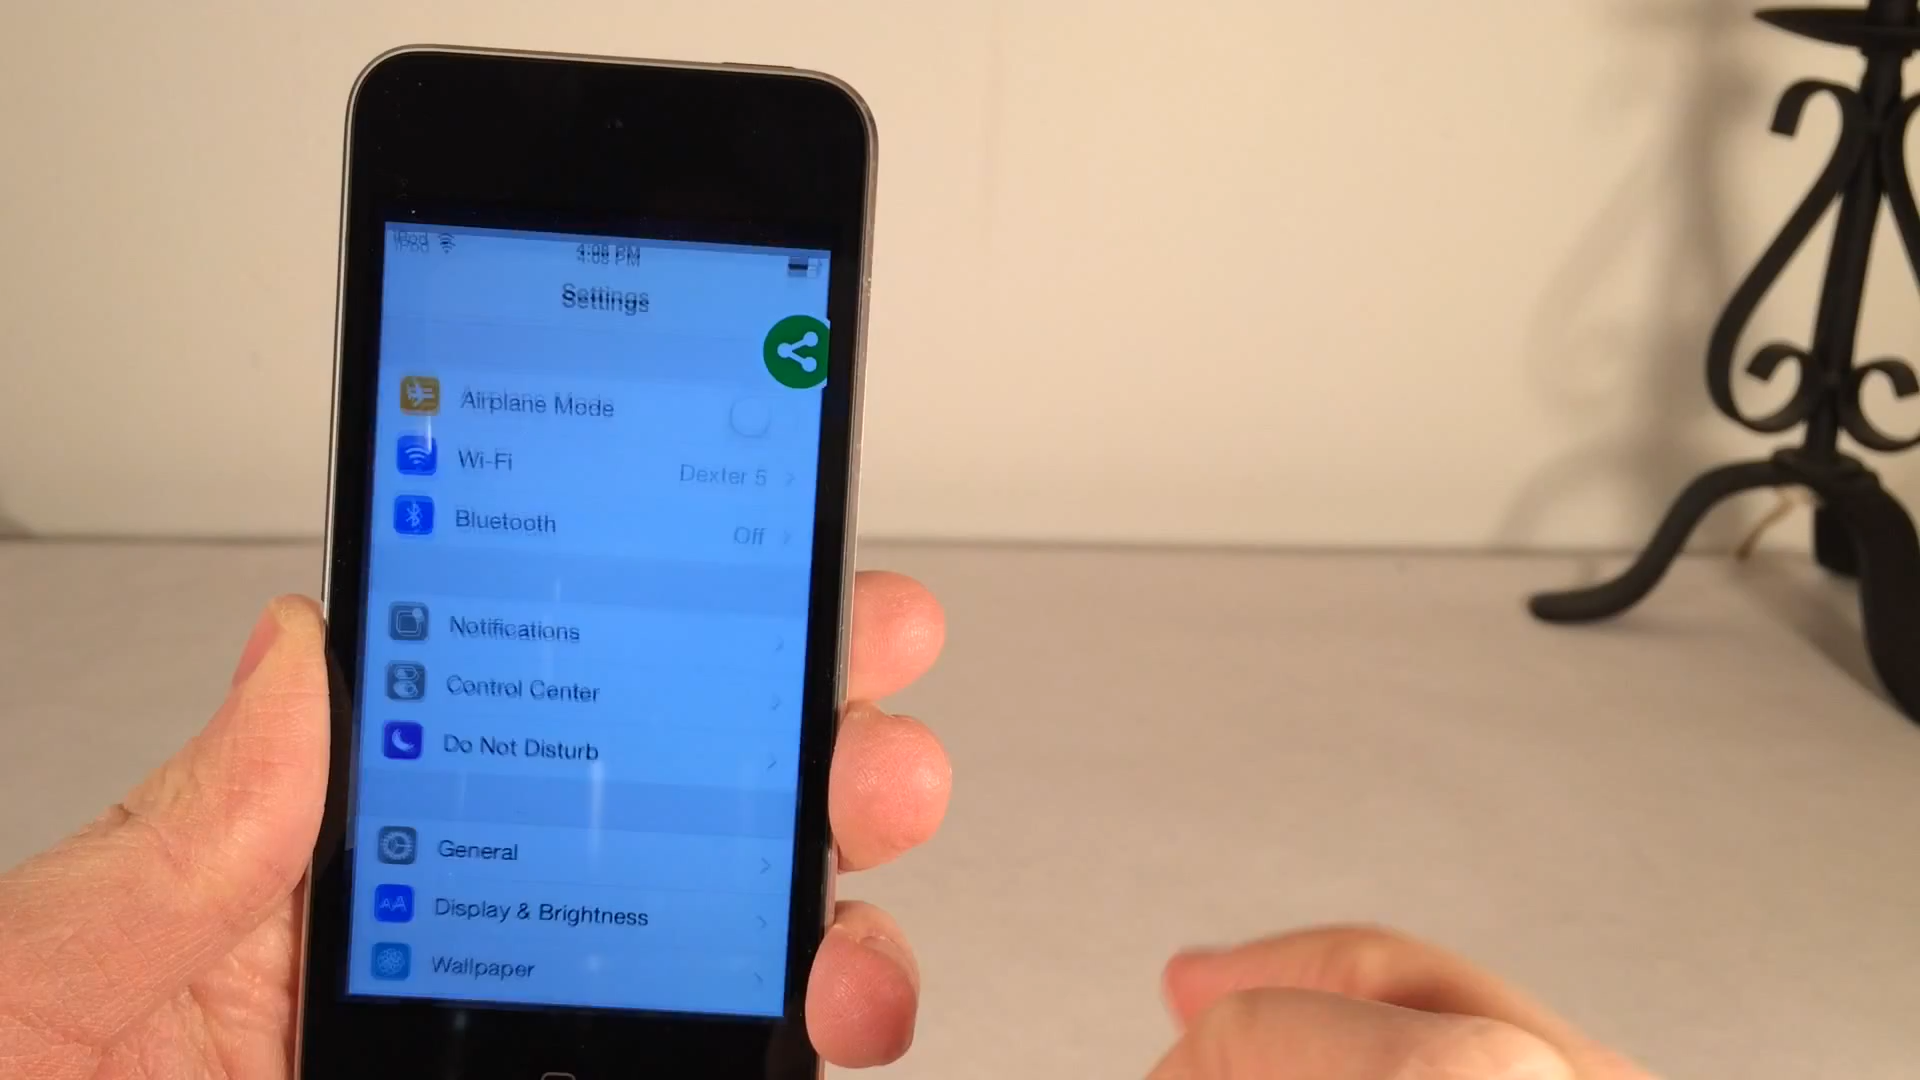 iPod 4:08 PM
Settings
Airplane Mode
Wi-Fi Dexter 5
Bluetooth Off
Notifications
Control Center
Do Not Disturb
General
AA Display & Brightness
Wallpaper